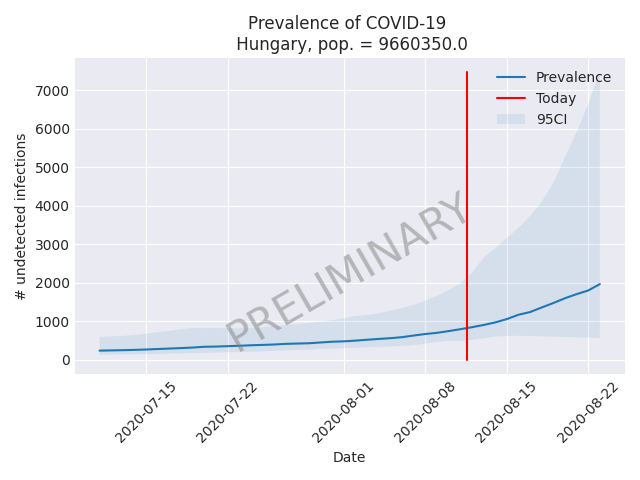 Prevalence of COVID-19
Hungary, pop. = 9660350.0
Prevalence
Today
95CI
7000
6000
5000
4000
3000
2000
1000
0
# undetected infections
PRELIMINARY
2020-07-15
2020-07-22
2020-08-01
2020-08-08
2020-08-15
2020-08-22
Date